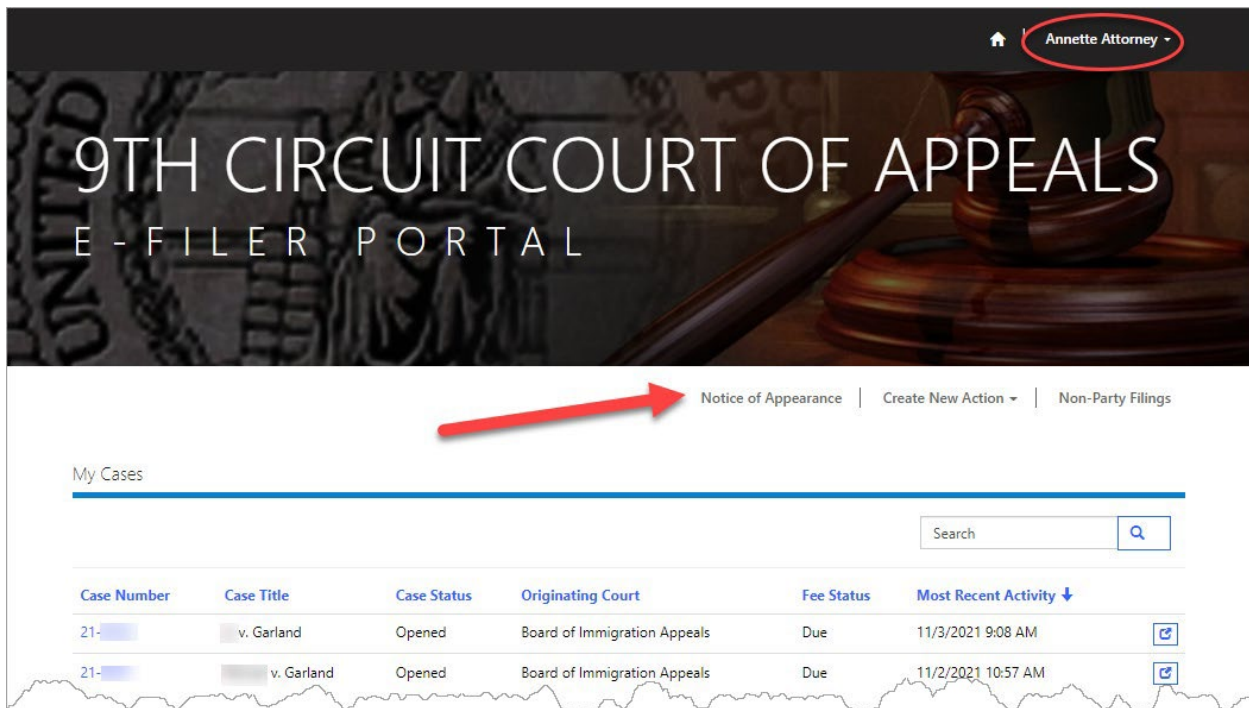 Annette Attorney
9TH CIRCUIT COURT OF APPEALS
E-FILER PORTAL
UNITED
Notice of Appearance | Create New Action | Non-Party Filings
My Cases
Search
Case Number Case Title Case Status Originating Court Fee Status Most Recent Activity
21- v. Garland Opened Board of Immigration Appeals Due 11/3/2021 9:08 AM
21- v. Garland Opened Board of Immigration Appeals Due 11/2/2021 10:57 AM